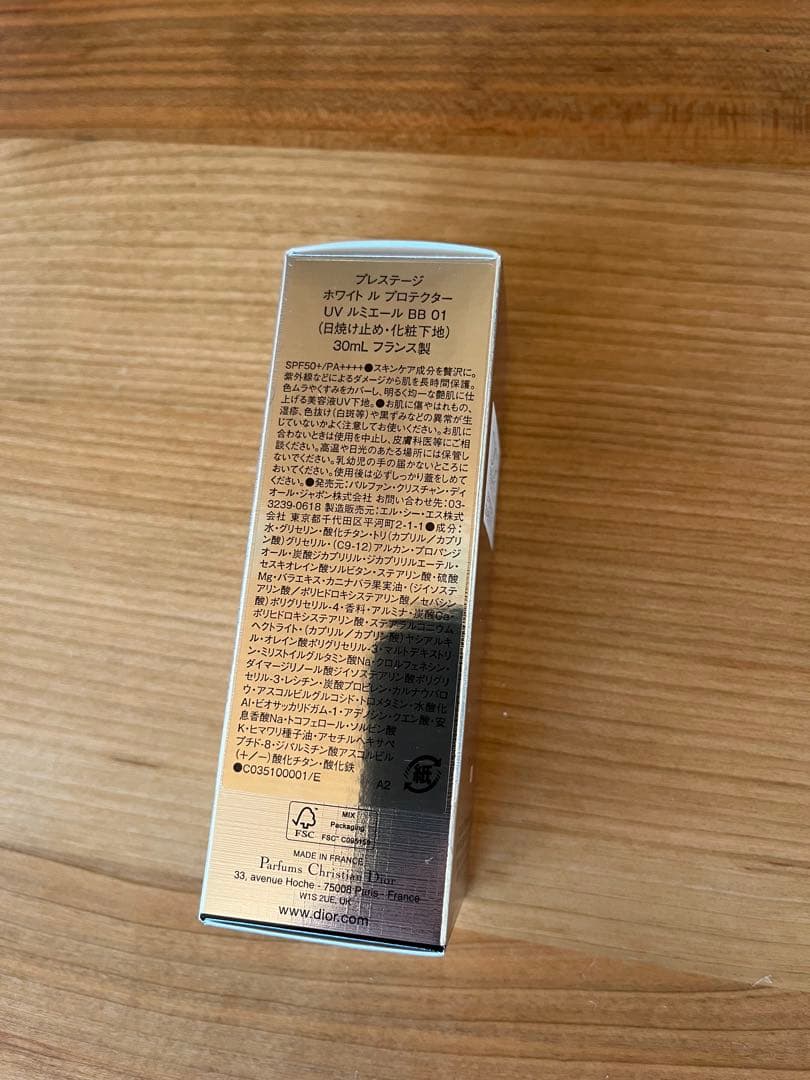 プレステージ
ホワイト ル プロテクター
UV ルミエール BB 01
(日焼け止め・化粧下地)
30mL フランス製
SPF50+/PA++++●スキンケア成分を贅沢に。
紫外線などによるダメージから肌を長時間保護。
色ムラやくすみをカバーし、明るく均一な艶肌に仕
上げる美容液UV下地。●お肌に傷やはれもの、
湿疹、色抜け(白斑等)や黒ずみなどの異常が生
じていないかよく注意してお使いください。お肌に
合わないときは使用を中止し、皮膚科医等にご相
談ください。高温や日光のあたる場所には保管し
ないでください。乳幼児の手の届かないところに
おいてください。使用後は必ずしっかり蓋をしめて
ください。●発売元:パルファン・クリスチャン・ディ
オール・ジャポン株式会社 お問い合わせ先:03-
3239-0618 製造販売元:エル・シー・エス株式
会社 東京都千代田区平河町2-1-1●成分:
水・グリセリン・酸化チタン・トリ(カプリル/カプリ
ン酸)グリセリル・(C9-12)アルカン・プロパンジ
オール・炭酸ジカプリリル・ジカプリリルエーテル・
セスキオレイン酸ソルビタン・ステアリン酸・硫酸
Mg・バラエキス・カニナバラ果実油・(ジイソステ
アリン酸/ポリヒドロキシステアリン酸/セバシン
酸)ポリグリセリル-4・香料・アルミナ・炭酸Ca・
ポリヒドロキシステアリン酸・ステアラルコニウム
ヘクトライト・(カプリル/カプリン酸)ヤシアルキ
ル・オレイン酸ポリグリセリル-3・マルトデキストリ
ン・ミリストイルグルタミン酸Na・クロルフェネシン・
ダイマージリノール酸ジイソステアリン酸ポリグリ
セリル-3・レシチン・炭酸プロピレン・カルナウバロ
ウ・アスコルビルグルコシド・トロメタミン・水酸化
Al・ビオサッカリドガム-1・アデノシン・クエン酸・安
息香酸Na・トコフェロール・ソルビン酸
K・ヒマワリ種子油・アセチルヘキサペ
プチド-8・ジパルミチン酸アスコルビル
(+/-)酸化チタン・酸化鉄
●C035100001/E
A2
紙
FSC
MIX
Packaging
FSC™ C095159
MADE IN FRANCE
Parfums Christian Dior
33, avenue Hoche - 75008 Paris - France
W1S 2UE, UK
www.dior.com